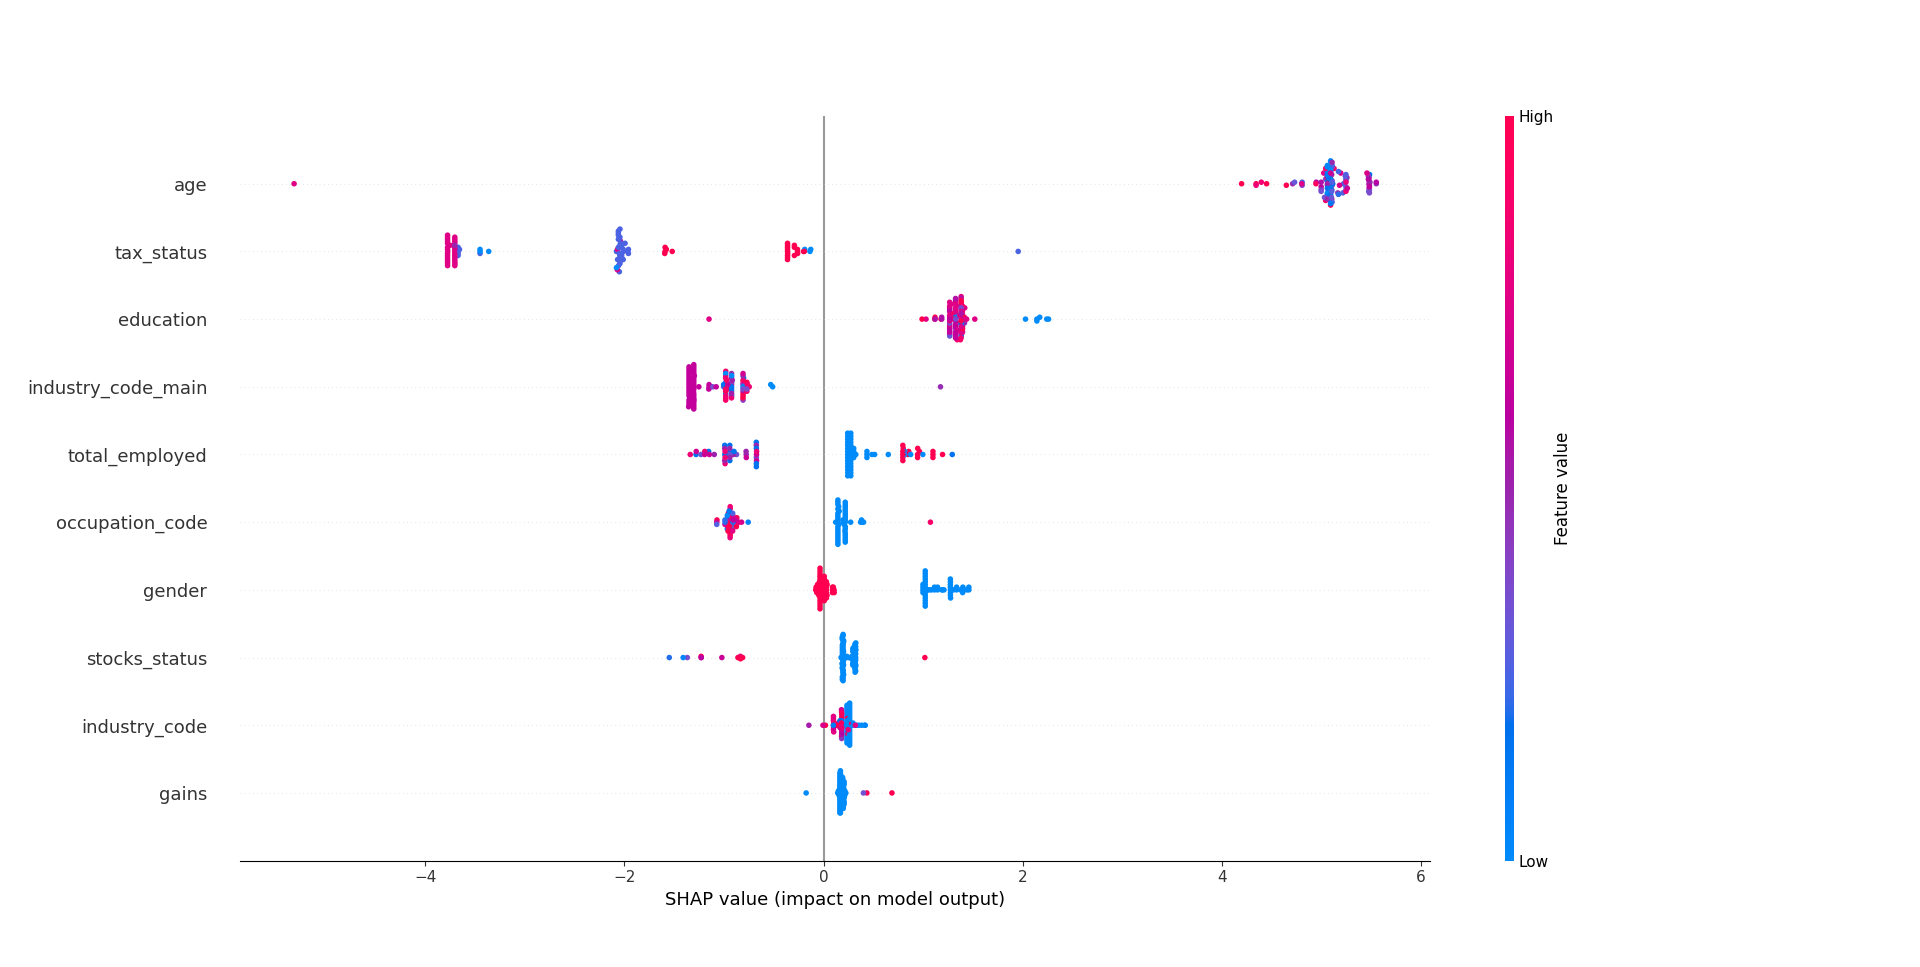 High
age
tax_status
education
industry_code_main
total_employed
occupation_code
gender
stocks_status
industry_code
gains
Feature value
Low
−4 −2 0 2 4 6
SHAP value (impact on model output)